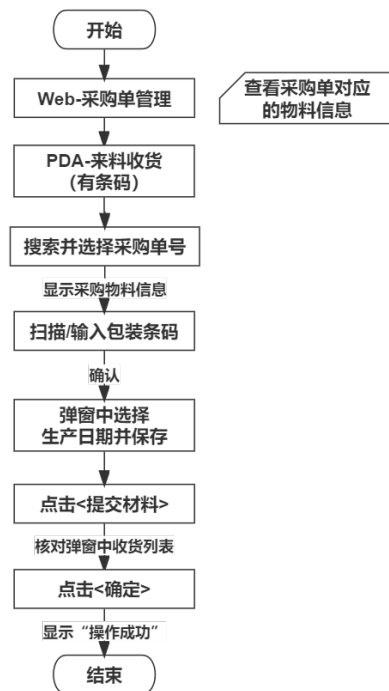 开始
Web-采购单管理
查看采购单对应
的物料信息
PDA-来料收货
（有条码）
搜索并选择采购单号
显示采购物料信息
扫描/输入包装条码
确认
弹窗中选择
生产日期并保存
点击<提交材料>
核对弹窗中收货列表
点击<确定>
显示“操作成功”
结束